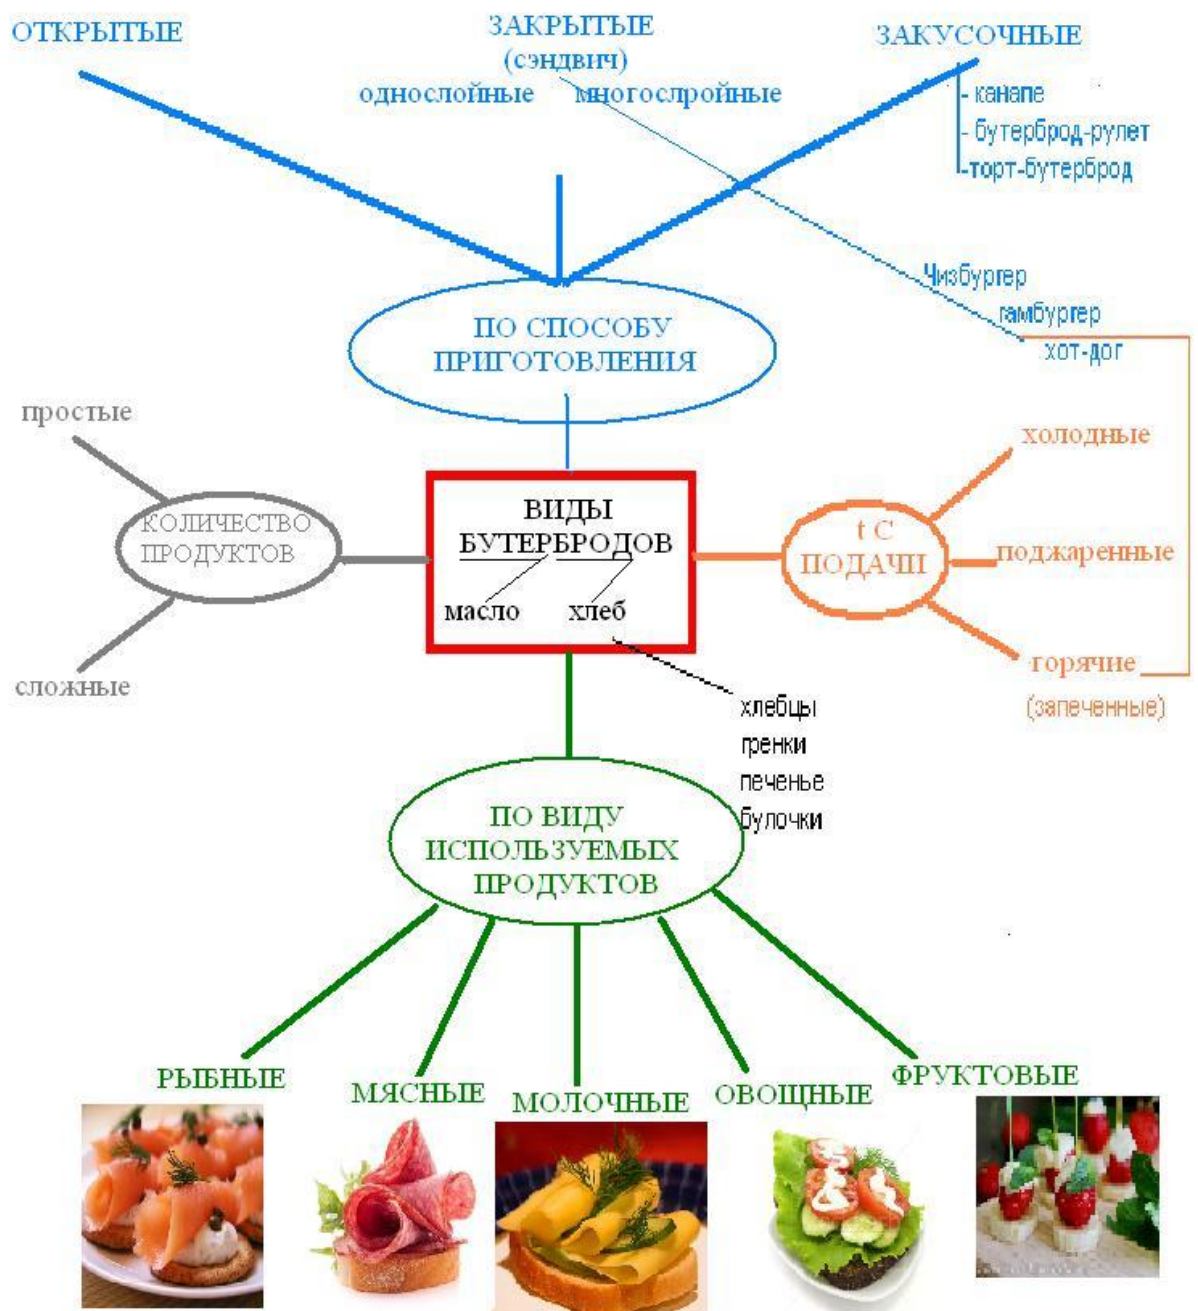 ОТКРЫТЫЕ
ЗАКРЫТЫЕ
(сэндвич)
однослойные многослройные
ЗАКУСОЧНЫЕ
- канапе
- бутерброд-рулет
-торт-бутерброд
Чизбургер
гамбургер
хот-дог
ПО СПОСОБУ
ПРИГОТОВЛЕНИЯ
простые
КОЛИЧЕСТВО
ПРОДУКТОВ
сложные
ВИДЫ
БУТЕРБРОДОВ
масло хлеб
холодные
t C
ПОДАЧИ
поджаренные
горячие
(запеченные)
хлебцы
гренки
печенье
булочки
ПО ВИДУ
ИСПОЛЬЗУЕМЫХ
ПРОДУКТОВ
РЫБНЫЕ
МЯСНЫЕ
МОЛОЧНЫЕ
ОВОЩНЫЕ
ФРУКТОВЫЕ